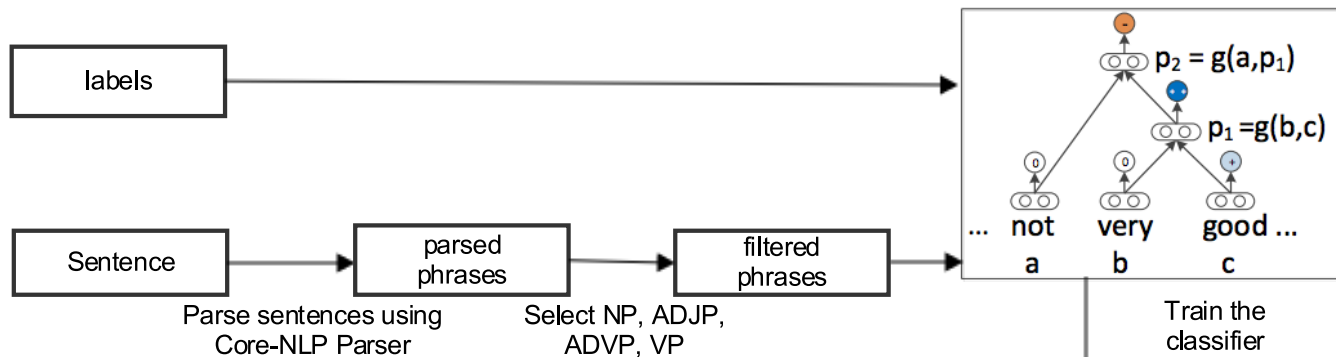 labels
Sentence
Parse sentences using
Core-NLP Parser
parsed
phrases
Select NP, ADJP,
ADVP, VP
filtered
phrases
-
p₂ = g(a,p₁)
+ +
p₁ =g(b,c)
0 0 +
... not very good ...
a b c
Train the
classifier